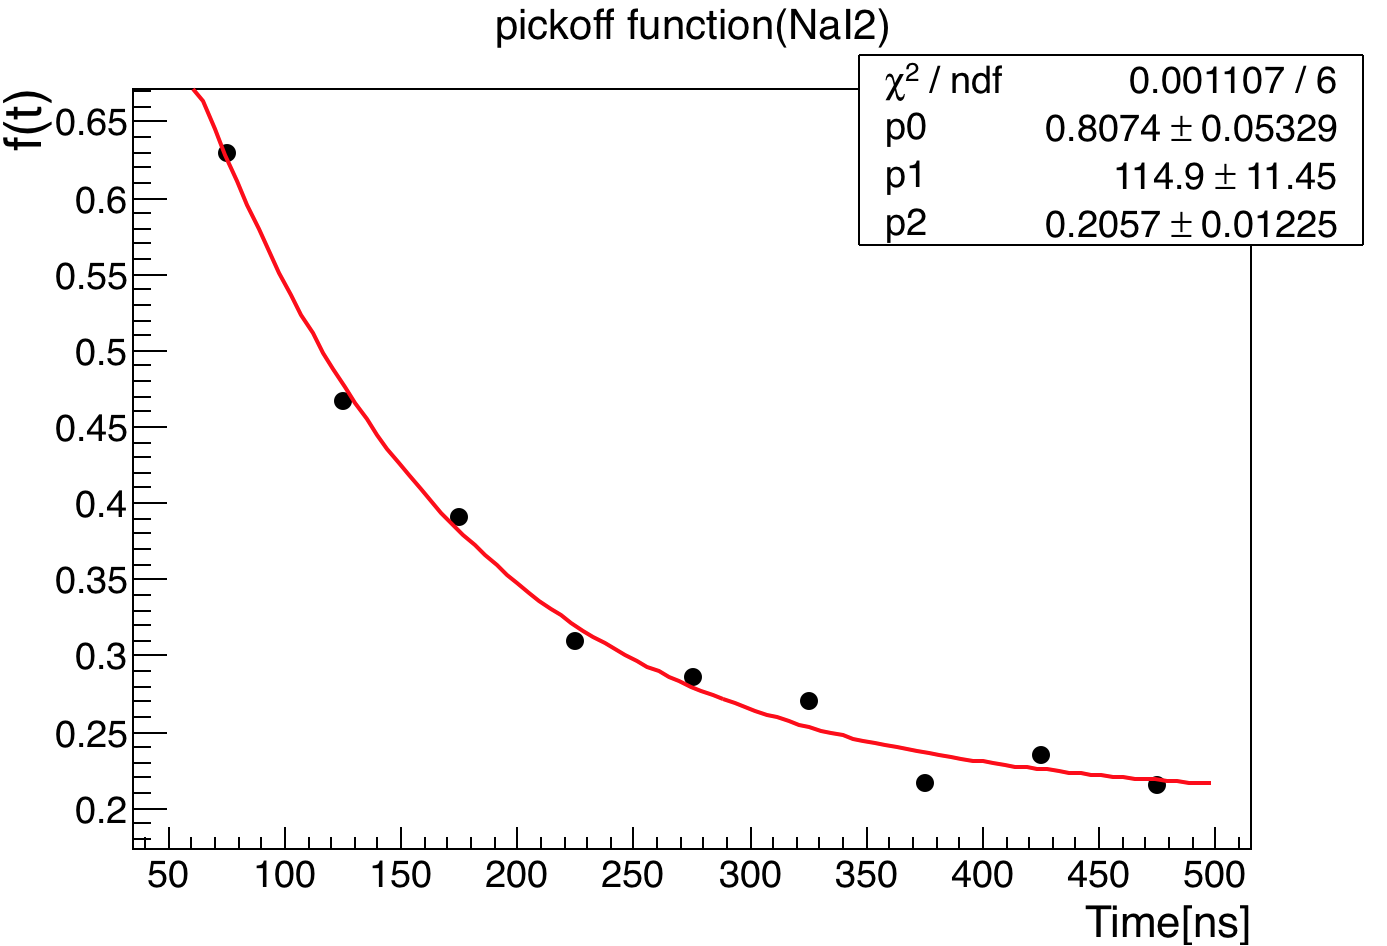 pickoff function(NaI2)
χ² / ndf 0.001107 / 6
p0 0.8074 ± 0.05329
p1 114.9 ± 11.45
p2 0.2057 ± 0.01225
f(t)
0.65
0.6
0.55
0.5
0.45
0.4
0.35
0.3
0.25
0.2
50 100 150 200 250 300 350 400 450 500
Time[ns]